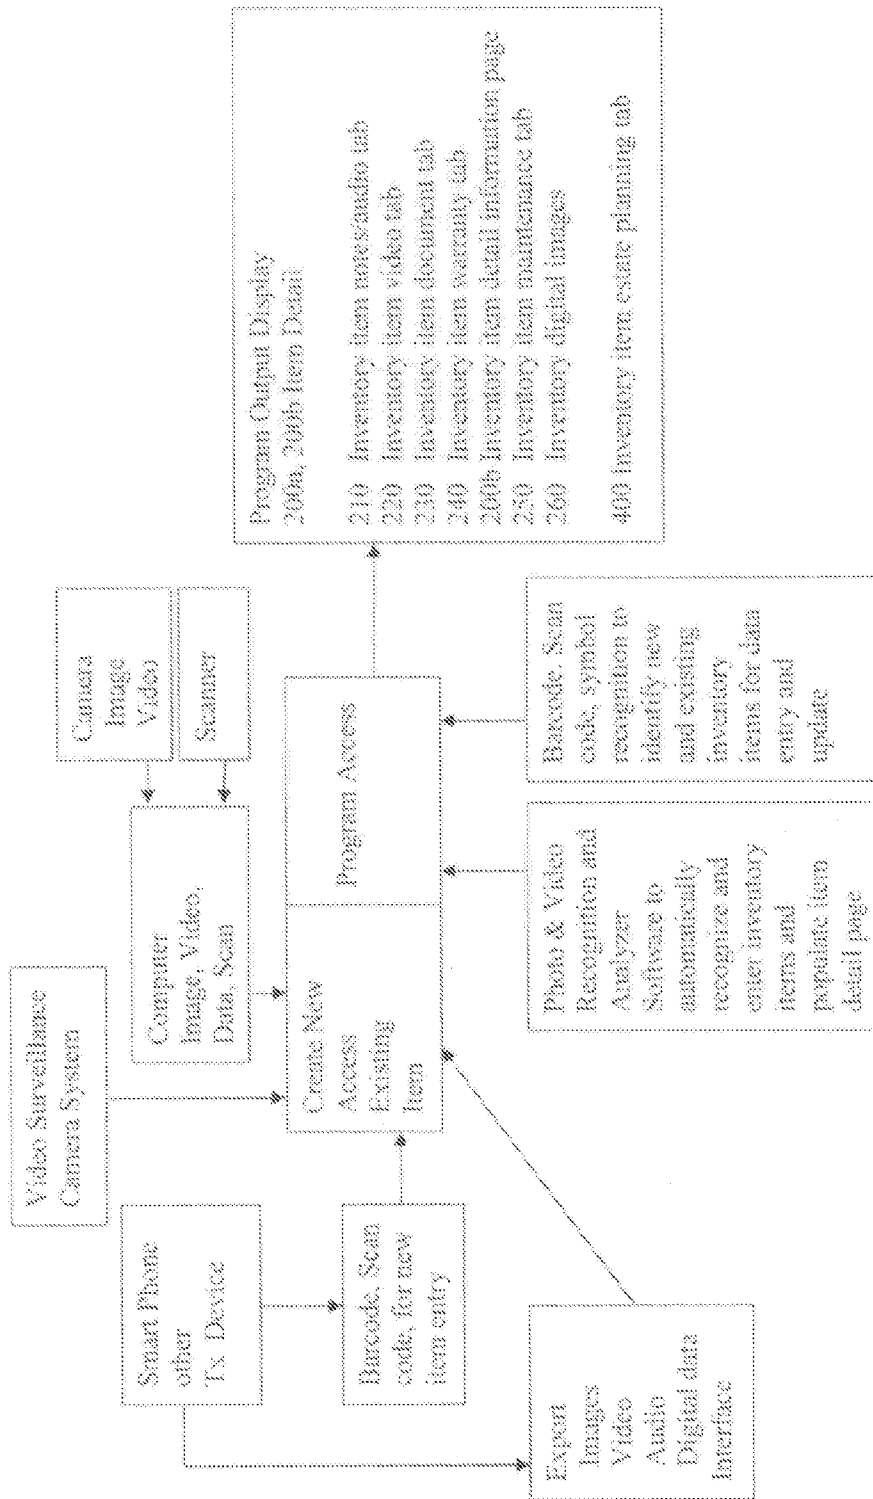 Video Surveillance
Camera System
Smart Phone
other
Tx Device
Computer
Image, Video,
Data, Scan
Camera
Image
Video
Scanner
Barcode. Scan
code, for new
item entry
Create New
Access
Existing
Item
Program Access
Export
Images
Video
Audio
Digital data
Interface
Photo & Video
Recognition and
Analyzer
Software to
automatically
recognize and
enter inventory
items and
populate item
detail page
Barcode. Scan
code, symbol
recognition to
identify new
and existing
inventory
items for data
entry and
update
Program Output Display
200a, 200b Item Detail
210 Inventory item notes/audio tab
220 Inventory item video tab
230 Inventory item document tab
240 Inventory item warranty tab
200b Inventory item detail information page
250 Inventory item maintenance tab
260 Inventory digital images
400 Inventory item estate planning tab